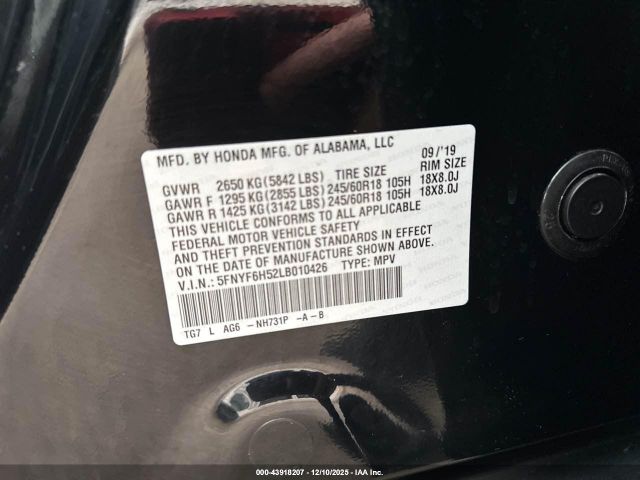 MFD. BY HONDA MFG. OF ALABAMA, LLC 09/'19
GVWR 2650 KG (5842 LBS) TIRE SIZE RIM SIZE
GAWR F 1295 KG (2855 LBS) 245/60R18 105H 18X8.0J
GAWR R 1425 KG (3142 LBS) 245/60R18 105H 18X8.0J
THIS VEHICLE CONFORMS TO ALL APPLICABLE
FEDERAL MOTOR VEHICLE SAFETY
AND THEFT PREVENTION STANDARDS IN EFFECT
ON THE DATE OF MANUFACTURE SHOWN ABOVE.
V.I.N.: 5FNYF6H52LB010426 TYPE: MPV
TG7 L AG6 -NH731P -A-B
000-43918207 - 12/10/2025 - IAA Inc.